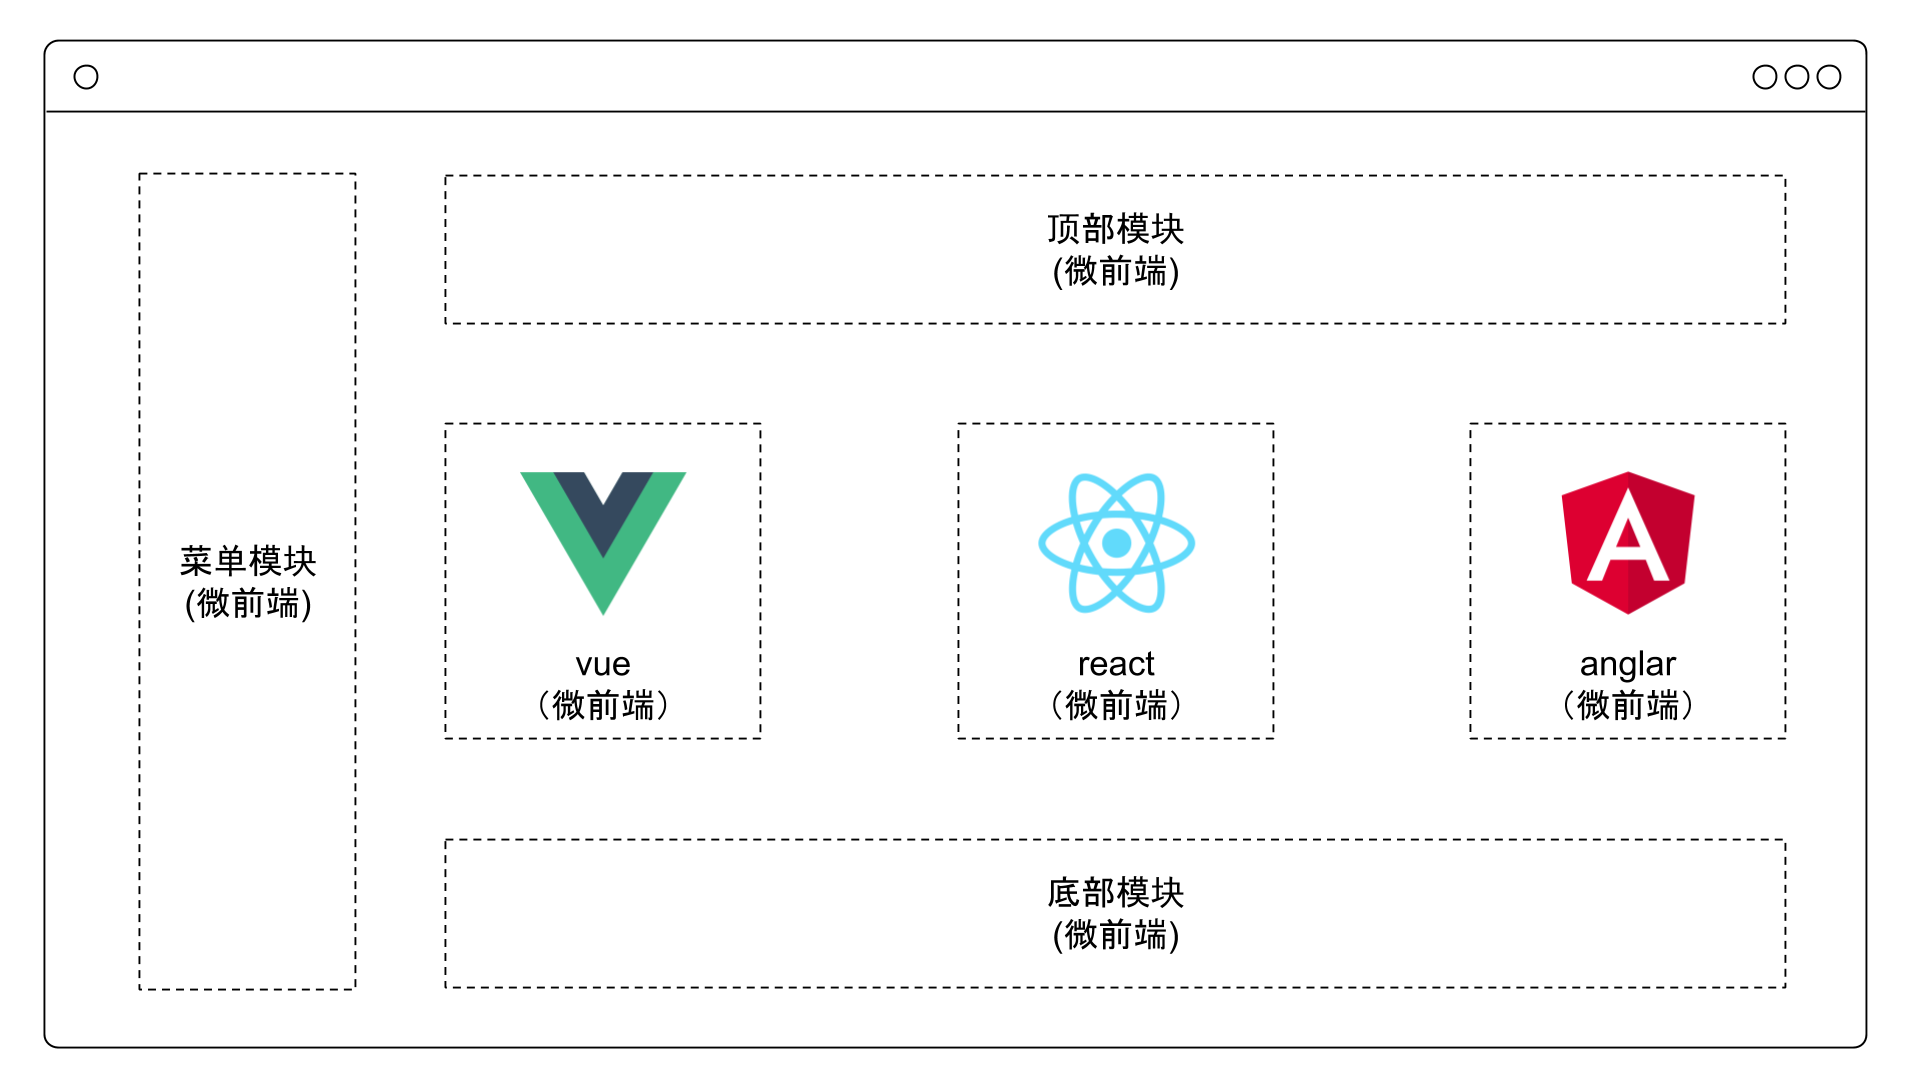 菜单模块
(微前端)
顶部模块
(微前端)
vue
（微前端）
react
（微前端）
anglar
（微前端）
底部模块
(微前端)